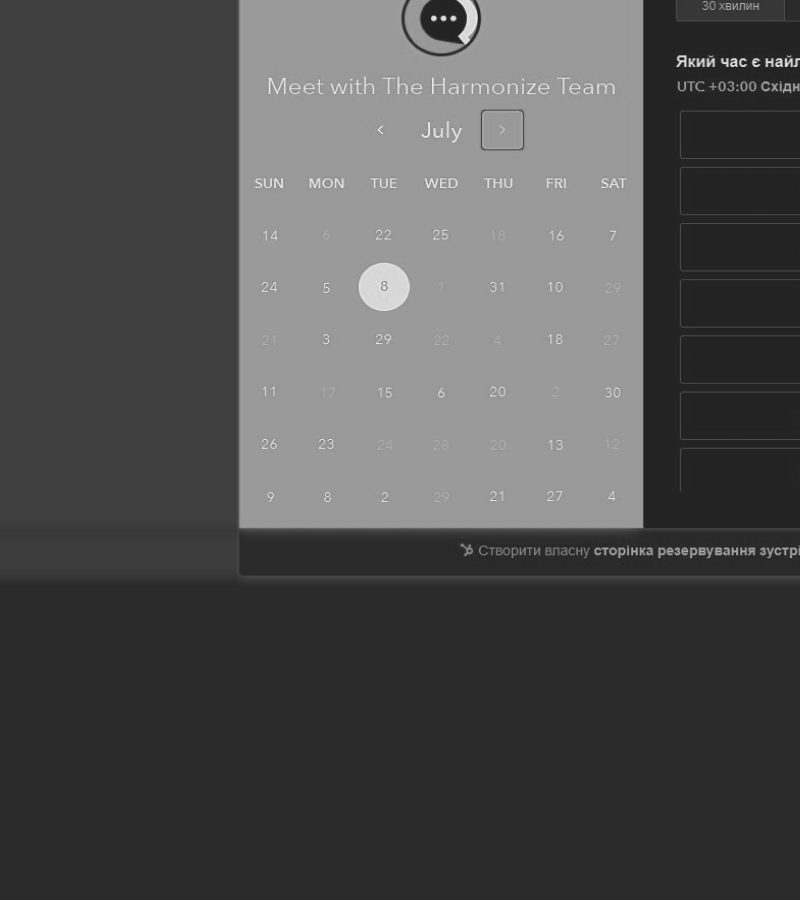 30 хвилин
Meet with The Harmonize Team
July
Який час є найл
UTC +03:00 Східн
SUN MON TUE WED THU FRI SAT
14 6 22 25 18 16 7
24 5 8 1 31 10 29
21 3 29 22 4 18 27
11 17 15 6 20 2 30
26 23 24 28 20 13 12
9 8 2 29 21 27 4
Створити власну сторінка резервування зустрі